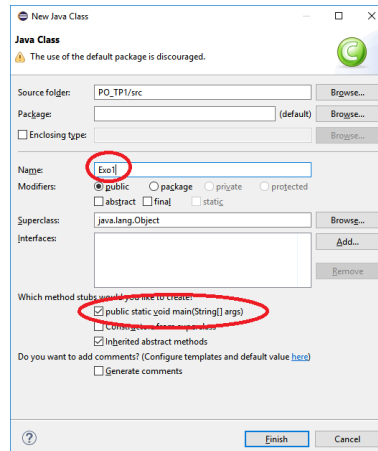 New Java Class
Java Class
The use of the default package is discouraged.
Source folder: PO_TP1/src Browse...
Package: (default) Browse...
Enclosing type: Browse...
Name: Exo1
Modifiers: public package private protected
abstract final static
Superclass: java.lang.Object Browse...
Interfaces: Add...
Remove
Which method stubs would you like to create?
public static void main(String[] args)
Constructors from superclass
Inherited abstract methods
Do you want to add comments? (Configure templates and default value here)
Generate comments
? Finish Cancel